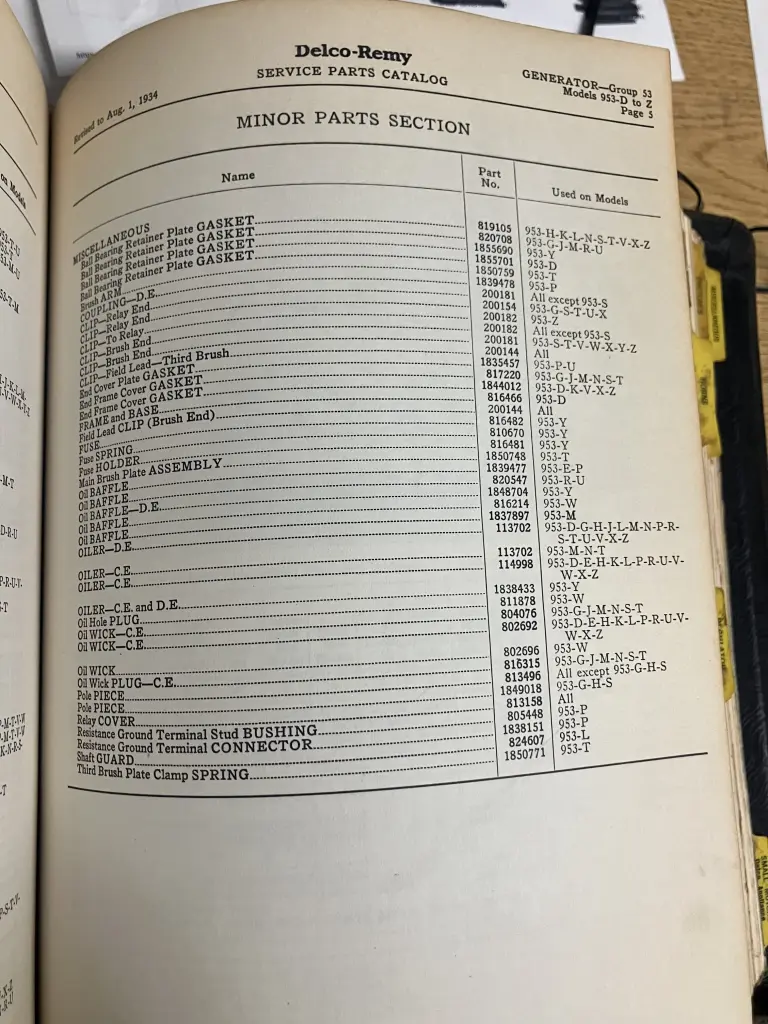 Delco-Remy
SERVICE PARTS CATALOG
Revised to Aug. 1, 1934
GENERATOR—Group 53
Models 953-D to Z
Page 5
MINOR PARTS SECTION
Name Part No. Used on Models
MISCELLANEOUS
Ball Bearing Retainer Plate GASKET 819105 953-H-K-L-N-S-T-V-X-Z
Ball Bearing Retainer Plate GASKET 820708 953-G-J-M-R-U
Ball Bearing Retainer Plate GASKET 1855690 953-Y
Ball Bearing Retainer Plate GASKET 1855701 953-D
Brush ARM 1850759 953-T
COUPLING—D.E. 1839478 953-P
CLIP—Relay End 200181 All except 953-S
CLIP—Relay End 200154 953-G-S-T-U-X
CLIP—To Relay 200182 953-Z
CLIP—Brush End 200182 All except 953-S
CLIP—Brush End 200181 953-S-T-V-W-X-Y-Z
CLIP—Field Lead—Third Brush 200144 All
End Cover Plate GASKET 1835457 953-P-U
End Frame Cover GASKET 817220 953-G-J-M-N-S-T
End Frame Cover GASKET 1844012 953-D-K-V-X-Z
FRAME AND BASE 816466 953-D
Field Lead CLIP (Brush End) 200144 All
FUSE 816482 953-Y
Fuse SPRING 810670 953-Y
Fuse HOLDER 816481 953-Y
Main Brush Plate ASSEMBLY 1850748 953-T
Oil BAFFLE 1839477 953-E-P
Oil BAFFLE 820547 953-R-U
Oil BAFFLE—D.E. 1848704 953-Y
Oil BAFFLE 816214 953-W
Oil BAFFLE 1837897 953-M
OILER—D.E. 113702 953-D-G-H-J-L-M-N-P-R-
S-T-U-V-X-Z
OILER—C.E. 113702 953-M-N-T
OILER—C.E. 114998 953-D-E-H-K-L-P-R-U-V-
W-X-Z
OILER—C.E. and D.E. 1838433 953-Y
Oil Hole PLUG 811878 953-W
Oil WICK—C.E. 804076 953-G-J-M-N-S-T
Oil WICK—C.E. 802692 953-D-E-H-K-L-P-R-U-V-
W-X-Z
Oil WICK 802696 953-W
Oil Wick PLUG—C.E. 816315 953-G-J-M-N-S-T
Pole PIECE 813496 All except 953-G-H-S
Pole PIECE 1849018 953-G-H-S
Relay COVER 813158 All
Resistance Ground Terminal Stud BUSHING 805448 953-P
Resistance Ground Terminal CONNECTOR 1838151 953-P
Shaft GUARD 824607 953-L
Third Brush Plate Clamp SPRING 1850771 953-T